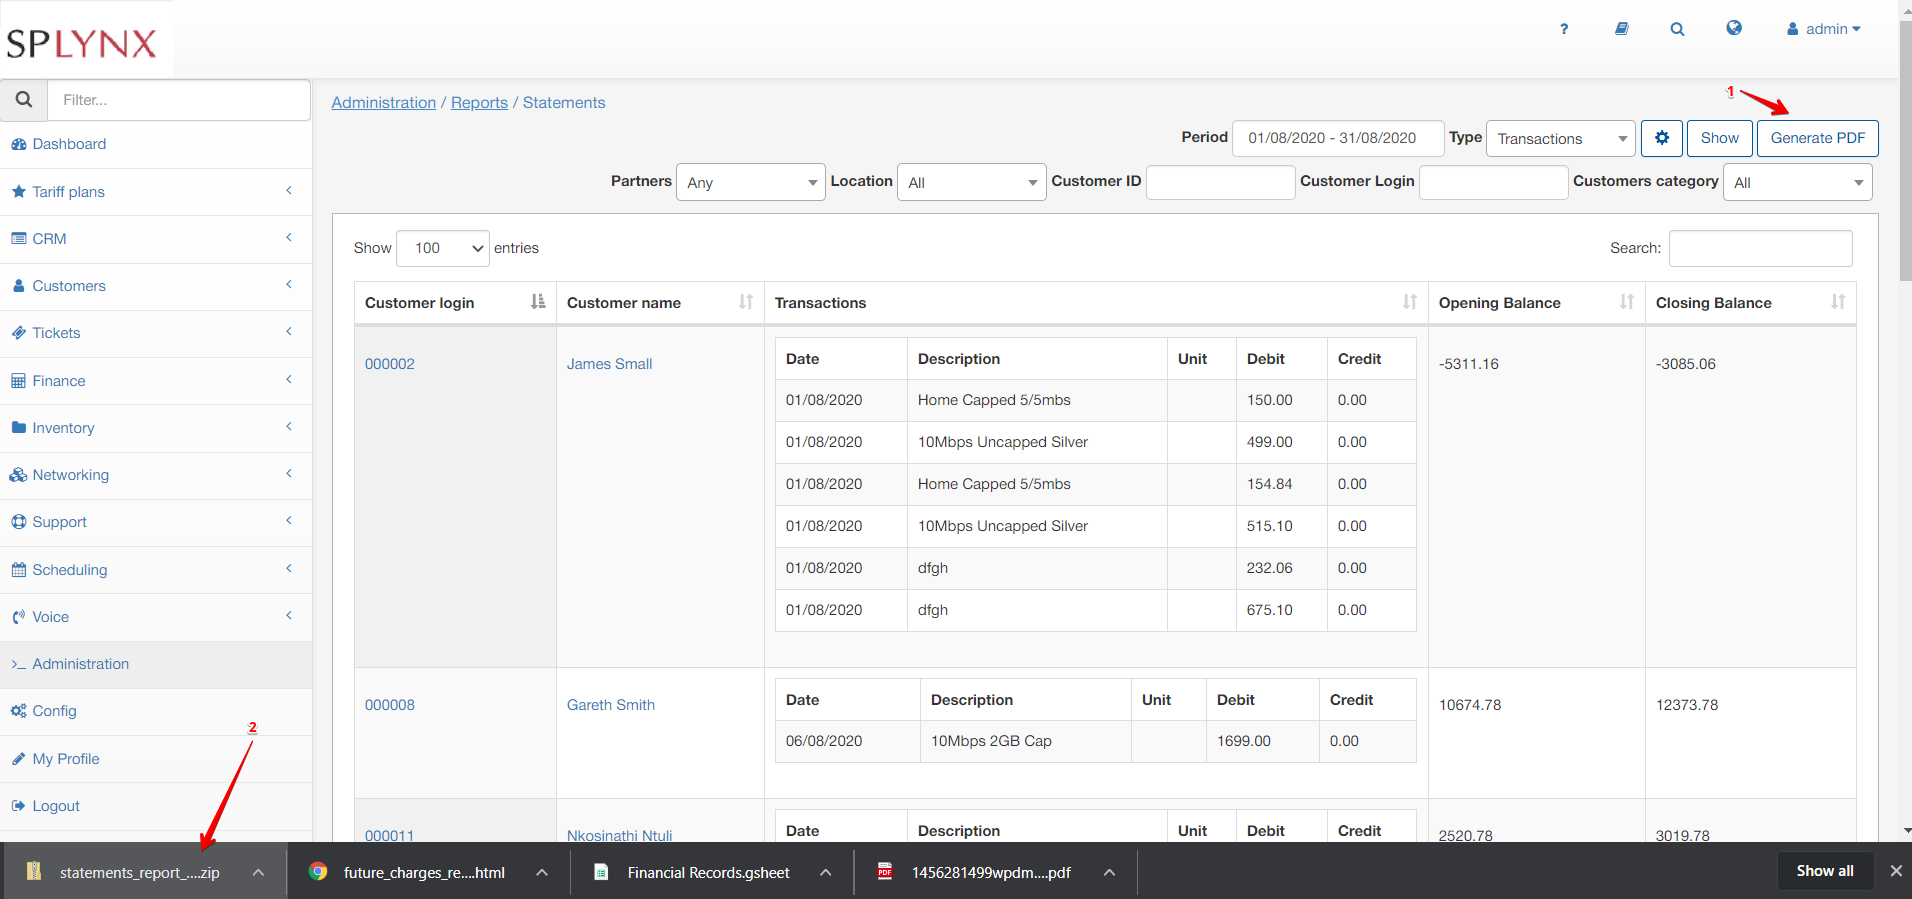 SPLYNX
admin
Filter...
Administration / Reports / Statements
1
Period 01/08/2020 - 31/08/2020 Type Transactions Show Generate PDF
Partners Any Location All Customer ID Customer Login Customers category All
Dashboard
Tariff plans
CRM
Customers
Tickets
Finance
Inventory
Networking
Support
Scheduling
Voice
Administration
Config
My Profile
Logout
2
Show 100 entries Search:
Customer login Customer name Transactions Opening Balance Closing Balance
000002 James Small -5311.16 -3085.06
Date Description Unit Debit Credit
01/08/2020 Home Capped 5/5mbs 150.00 0.00
01/08/2020 10Mbps Uncapped Silver 499.00 0.00
01/08/2020 Home Capped 5/5mbs 154.84 0.00
01/08/2020 10Mbps Uncapped Silver 515.10 0.00
01/08/2020 dfgh 232.06 0.00
01/08/2020 dfgh 675.10 0.00
000008 Gareth Smith 10674.78 12373.78
Date Description Unit Debit Credit
06/08/2020 10Mbps 2GB Cap 1699.00 0.00
000011 Nkosinathi Ntuli 2520.78 3019.78
Date Description Unit Debit Credit
statements_report_....zip future_charges_re....html Financial Records.gsheet PDF 1456281499wpdm....pdf Show all